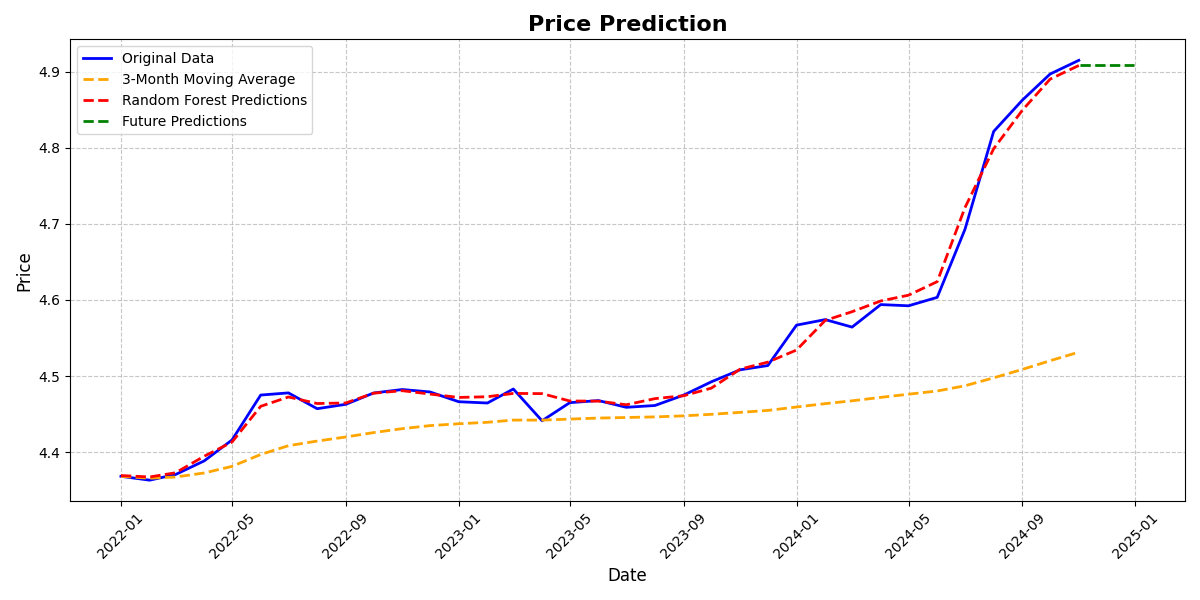 Price Prediction
Original Data
3-Month Moving Average
Random Forest Predictions
Future Predictions
4.9
4.8
4.7
4.6
4.5
4.4
Price
2022-01
2022-05
2022-09
2023-01
2023-05
2023-09
2024-01
2024-05
2024-09
2025-01
Date